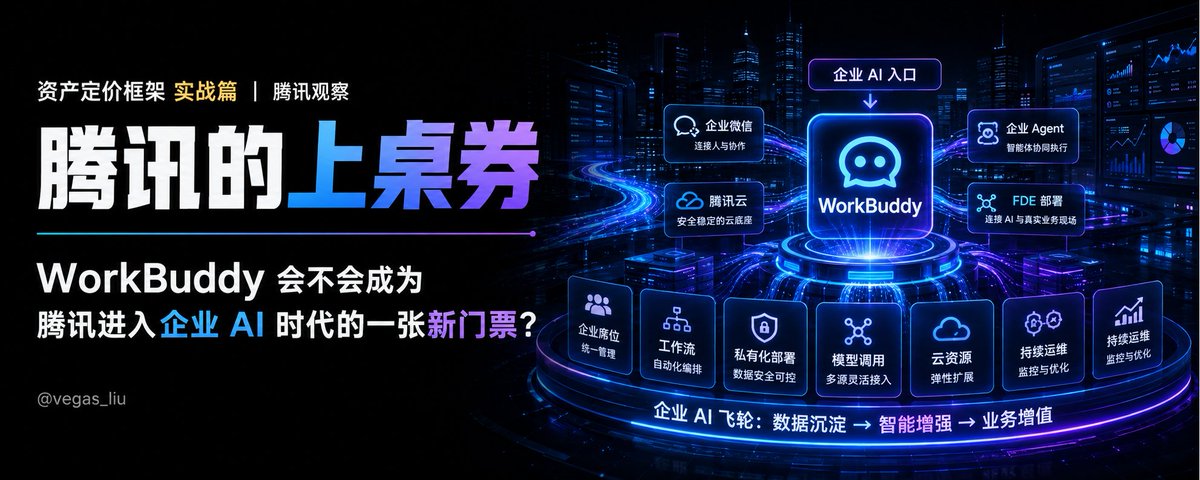 资产定价框架 实战篇 | 腾讯观察
腾讯的上桌券
WorkBuddy 会不会成为
腾讯进入企业 AI 时代的一张新门票?
@vegas_liu
企业 AI 入口
企业微信
连接人与协作
腾讯云
安全稳定的云底座
WorkBuddy
企业 Agent
智能体协同执行
FDE 部署
连接 AI 与真实业务现场
企业席位
统一管理
工作流
自动化编排
私有化部署
数据安全可控
模型调用
多源灵活接入
云资源
弹性扩展
持续运维
监控与优化
持续运维
监控与优化
企业 AI 飞轮：数据沉淀 → 智能增强 → 业务增值